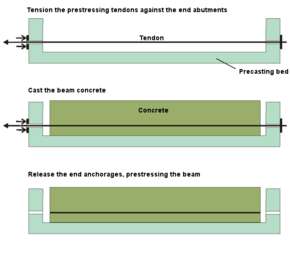 Tension the prestressing tendons against the end abutments
Tendon
Precasting bed
Cast the beam concrete
Concrete
Release the end anchorages, prestressing the beam